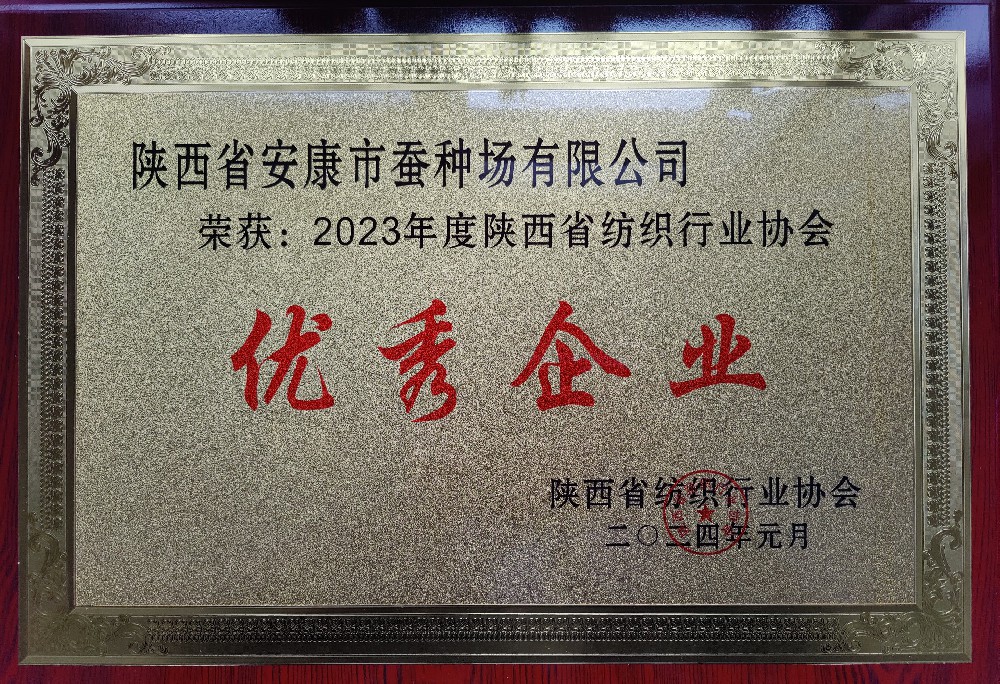 陕西省安康市蚕种场有限公司
荣获：2023年度陕西省纺织行业协会
优秀企业
陕西省纺织行业协会
二〇二四年元月